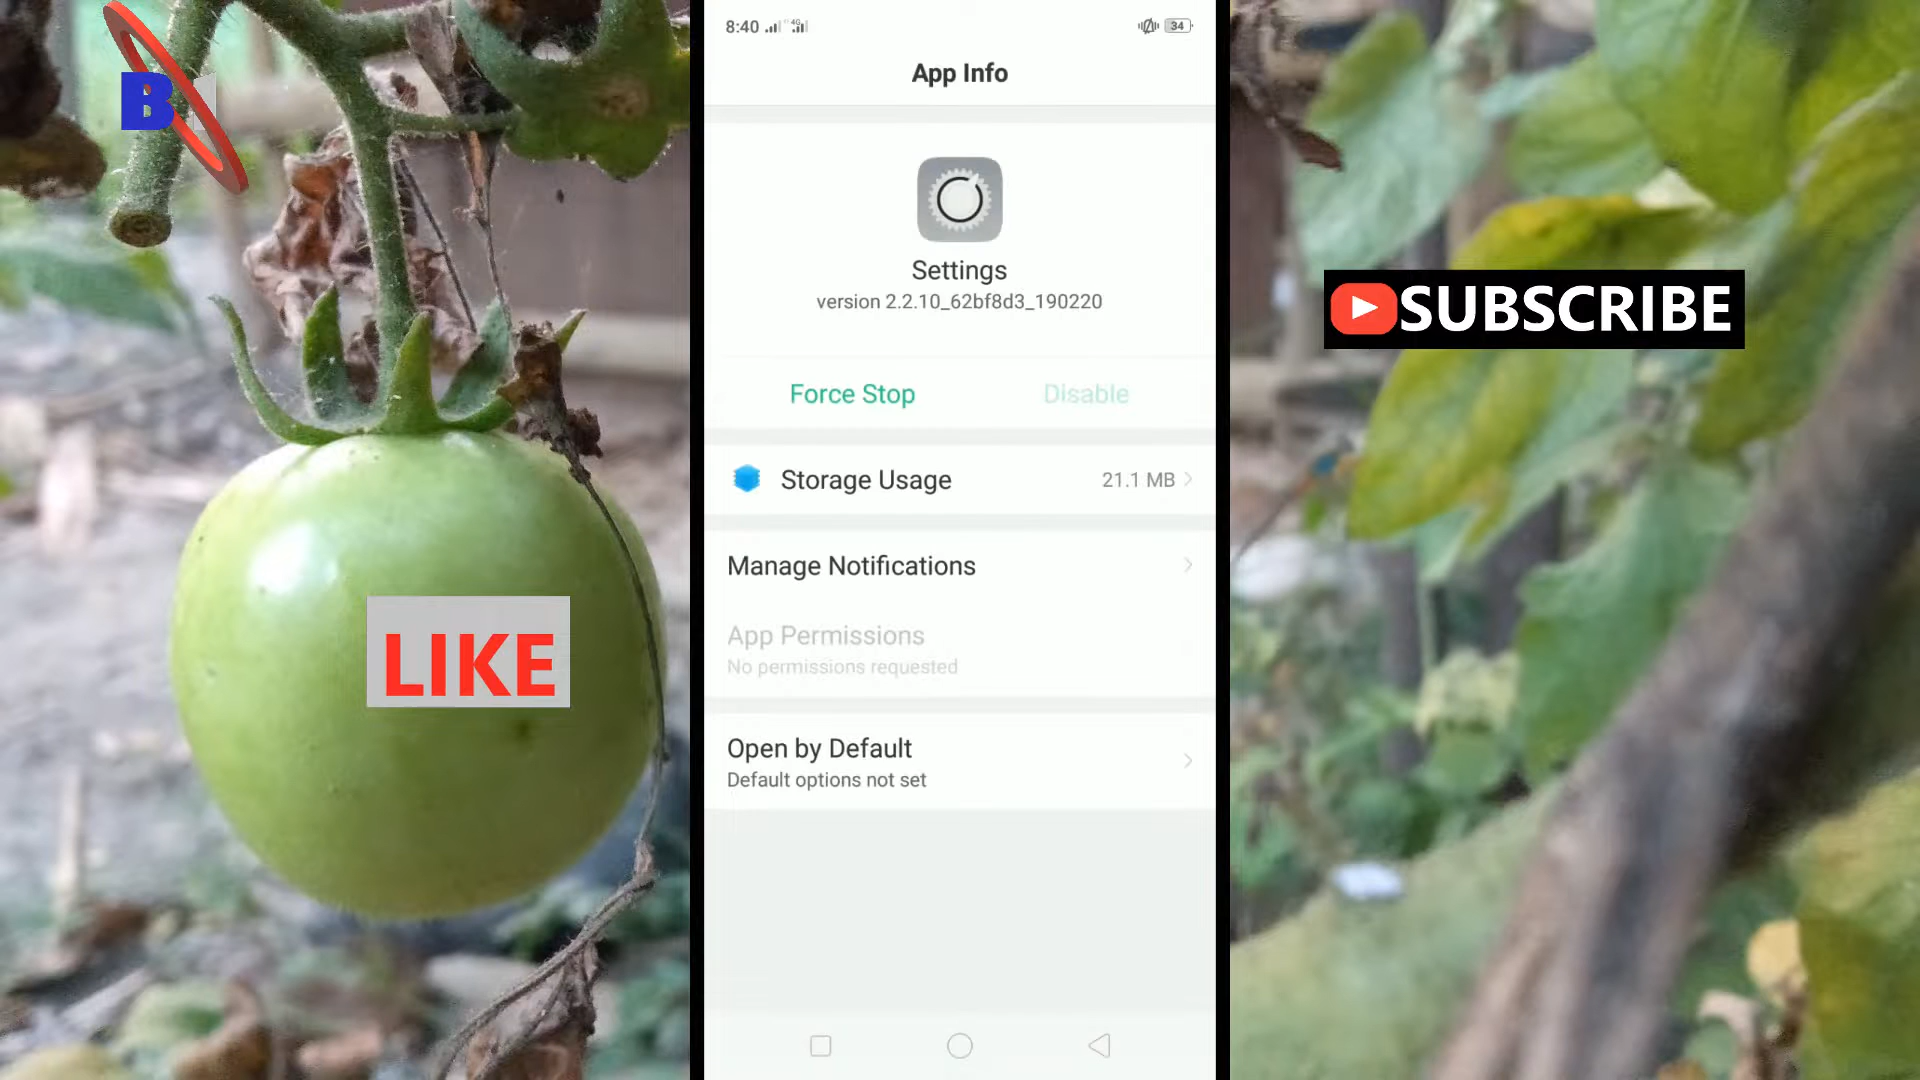 B
8:40
4G
34
App Info
Settings
version 2.2.10_62bf8d3_190220
Force Stop
Disable
SUBSCRIBE
Storage Usage
21.1 MB
Manage Notifications
App Permissions
No permissions requested
LIKE
Open by Default
Default options not set